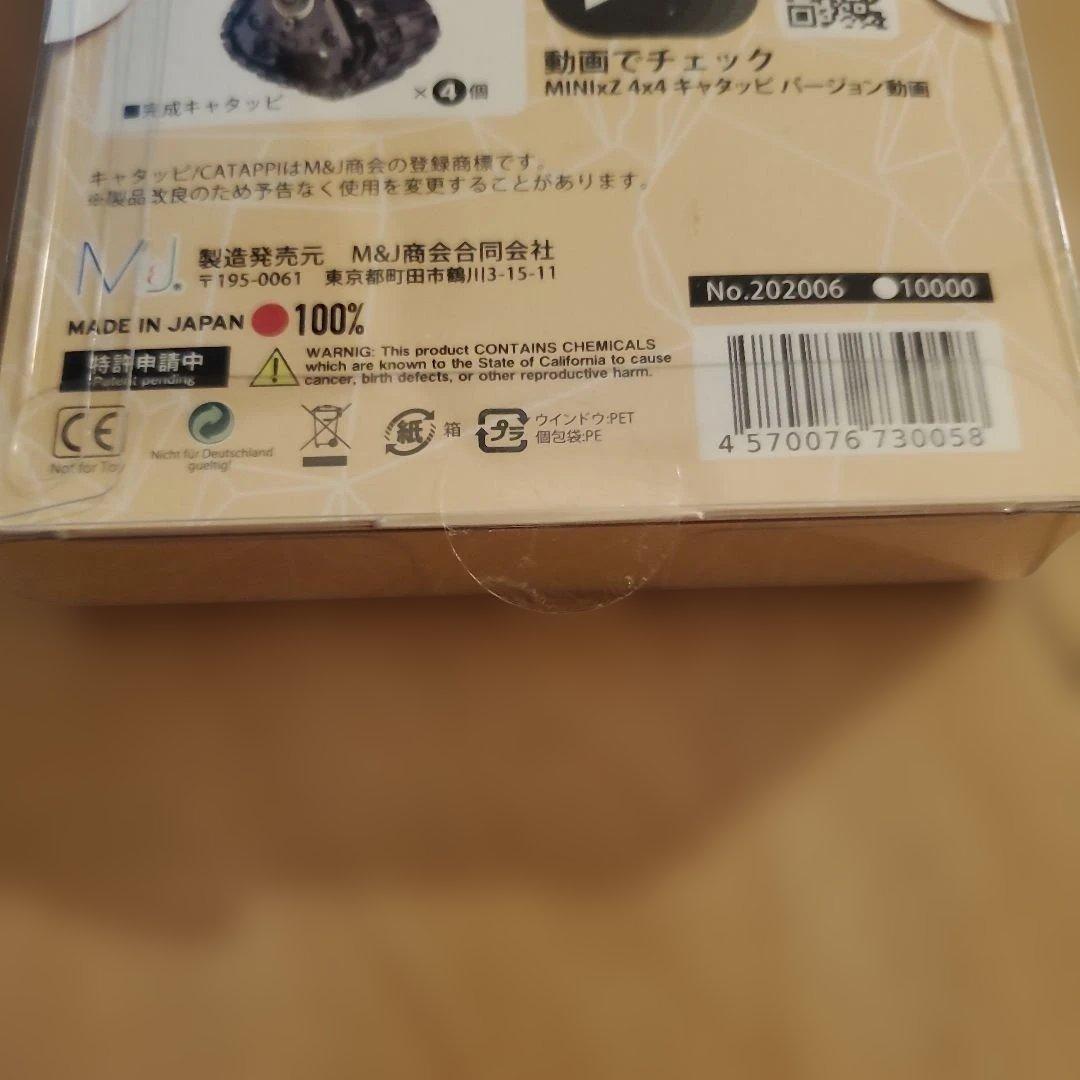 ■完成キャタッピ
×4個
動画でチェック
MINIxZ 4x4 キャタッピ バージョン動画
キャタッピ/CATAPPIはM&J商会の登録商標です。
※製品改良のため予告なく使用を変更することがあります。
M&J®
製造発売元 M&J商会合同会社
〒195-0061 東京都町田市鶴川3-15-11
MADE IN JAPAN 100%
特許申請中
Patent pending
WARNIG: This product CONTAINS CHEMICALS
which are known to the State of California to cause
cancer, birth defects, or other reproductive harm.
No.202006 ●10000
4 570076 730058
CE
Not for To
Nicht für Deutschland
gueltig!
紙 箱
プラ
ウインドウ:PET
個包袋:PE